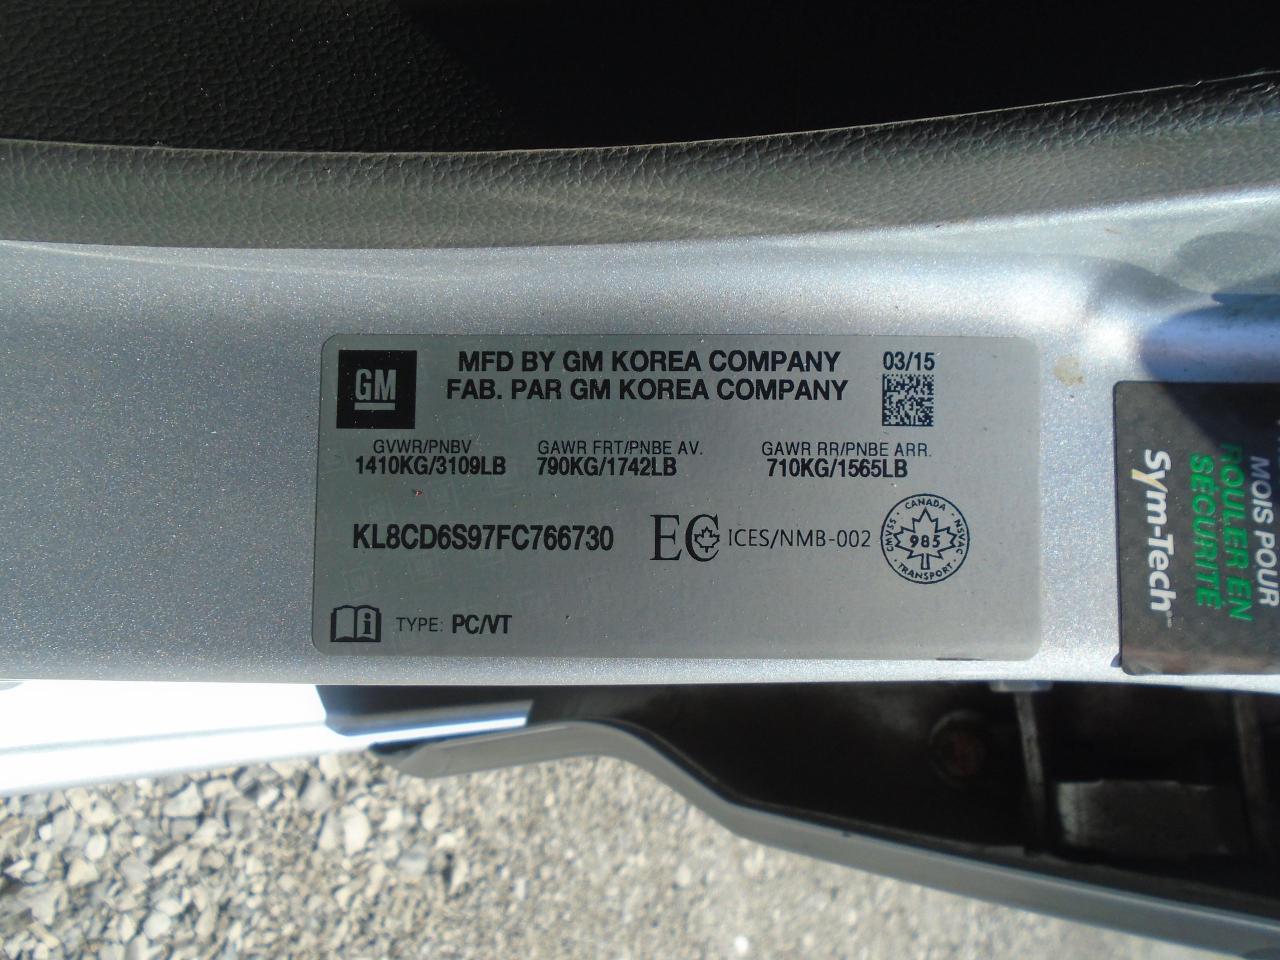 GM
MFD BY GM KOREA COMPANY
FAB. PAR GM KOREA COMPANY
03/15
GVWR/PNBV
1410KG/3109LB
GAWR FRT/PNBE AV.
790KG/1742LB
GAWR RR/PNBE ARR.
710KG/1565LB
KL8CD6S97FC766730
EC ICES/NMB-002
CANADA
CMVSS
NSVAC
985
TRANSPORT
i TYPE: PC/VT
MOIS POUR
ROULER EN
SÉCURITÉ
Sym-Tech